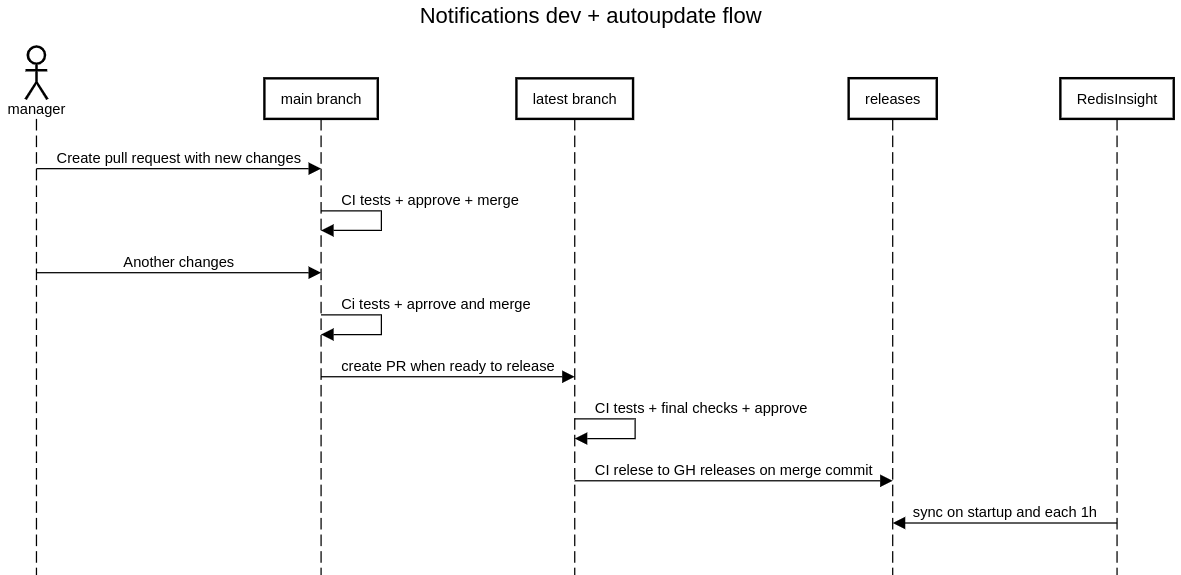 Notifications dev + autoupdate flow
manager
main branch
latest branch
releases
RedisInsight
Create pull request with new changes
CI tests + approve + merge
Another changes
Ci tests + aprrove and merge
create PR when ready to release
CI tests + final checks + approve
CI relese to GH releases on merge commit
sync on startup and each 1h